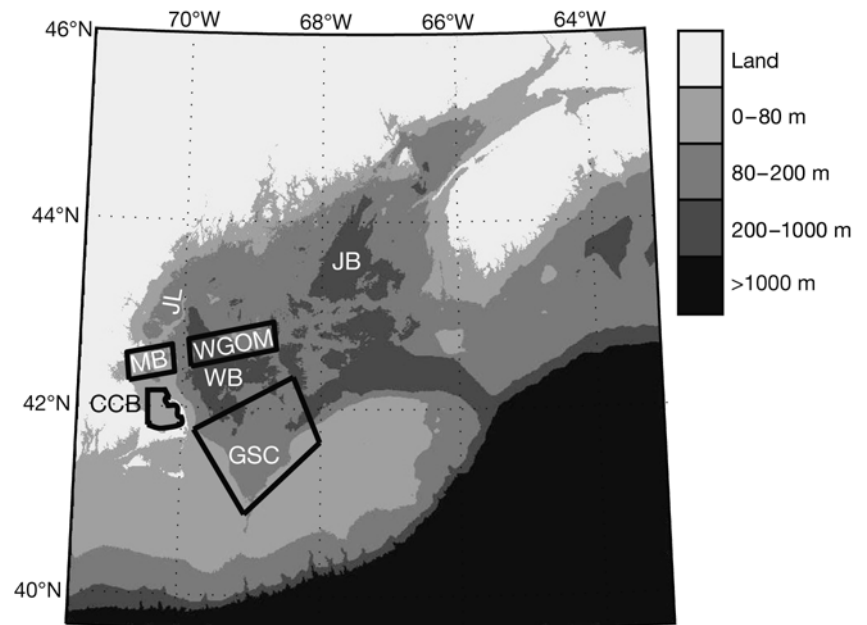 70°W 68°W 66°W 64°W
46°N
44°N
42°N
40°N
JB
JL
MB
WGOM
WB
CCB
GSC
Land
0–80 m
80–200 m
200–1000 m
>1000 m